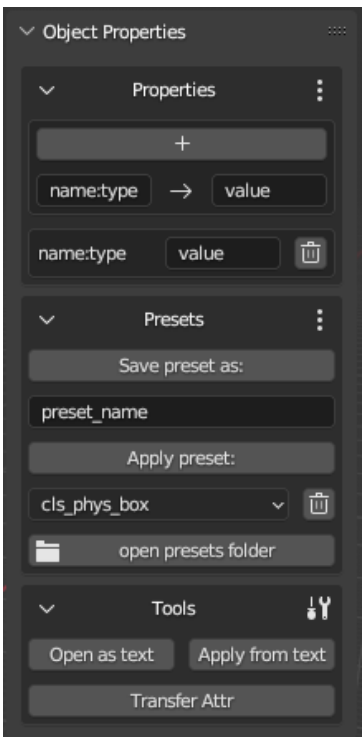 Object Properties
Properties
+
name:type → value
name:type value
Presets
Save preset as:
preset_name
Apply preset:
cls_phys_box
open presets folder
Tools
Open as text Apply from text
Transfer Attr